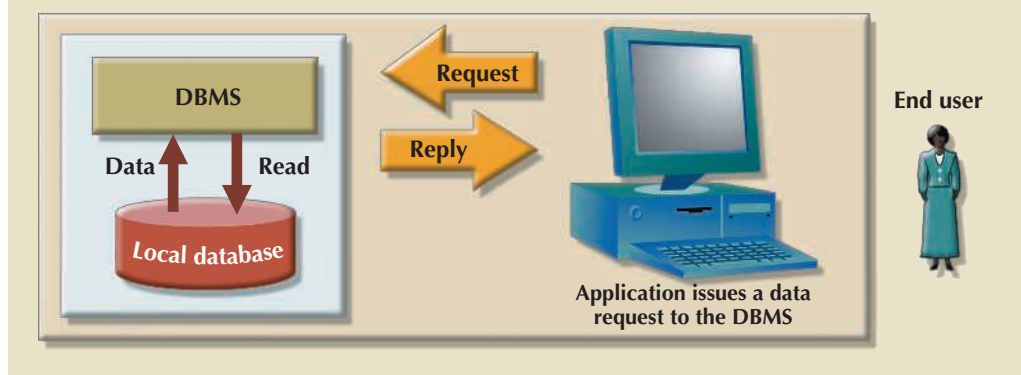 DBMS
Data
Read
Local database
Request
Reply
Application issues a data
request to the DBMS
End user